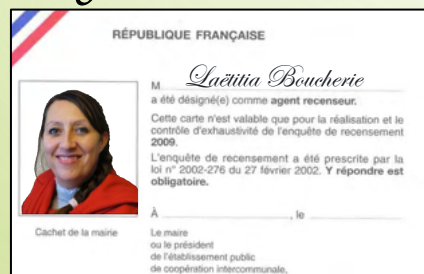 RÉPUBLIQUE FRANÇAISE
M Laëtitia Boucherie
a été désigné(e) comme agent recenseur.
Cette carte n'est valable que pour la réalisation et le
contrôle d'exhaustivité de l'enquête de recensement
2009.
L'enquête de recensement a été prescrite par la
loi n° 2002-276 du 27 février 2002. Y répondre est
obligatoire.
À , le
Cachet de la mairie
Le maire
ou le président
de l'établissement public
de coopération intercommunale,